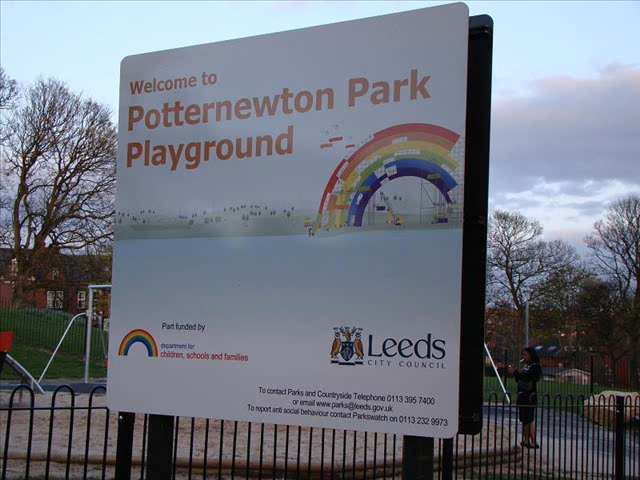 Welcome to
Potternewton Park
Playground
Part funded by
department for
children, schools and families
Leeds
CITY COUNCIL
To contact Parks and Countryside Telephone 0113 395 7400
or email www.parks@leeds.gov.uk
To report anti social behaviour contact Parkswatch on 0113 232 9973